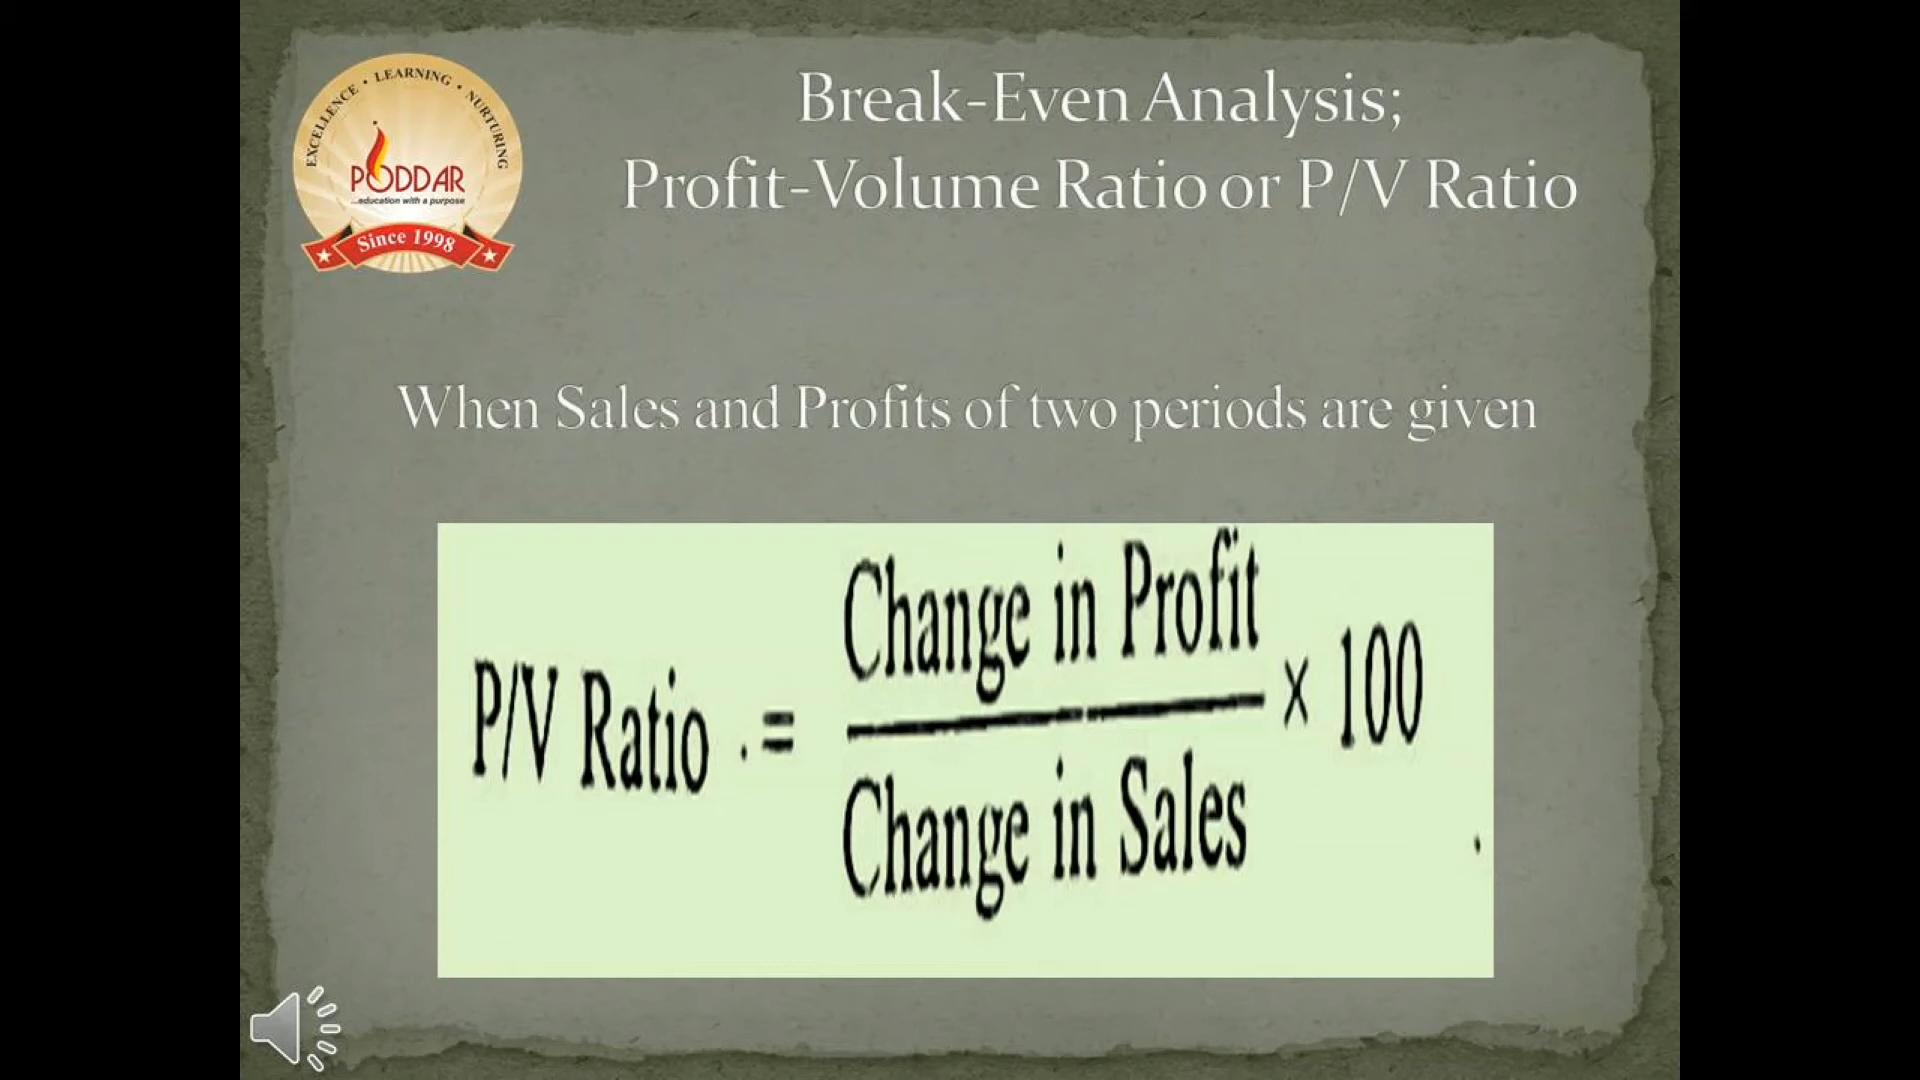 EXCELLENCE • LEARNING • NURTURING
PODDAR
...education with a purpose
Since 1998
Break-Even Analysis;
Profit-Volume Ratio or P/V Ratio
When Sales and Profits of two periods are given
Change in Profit
P/V Ratio = × 100
Change in Sales